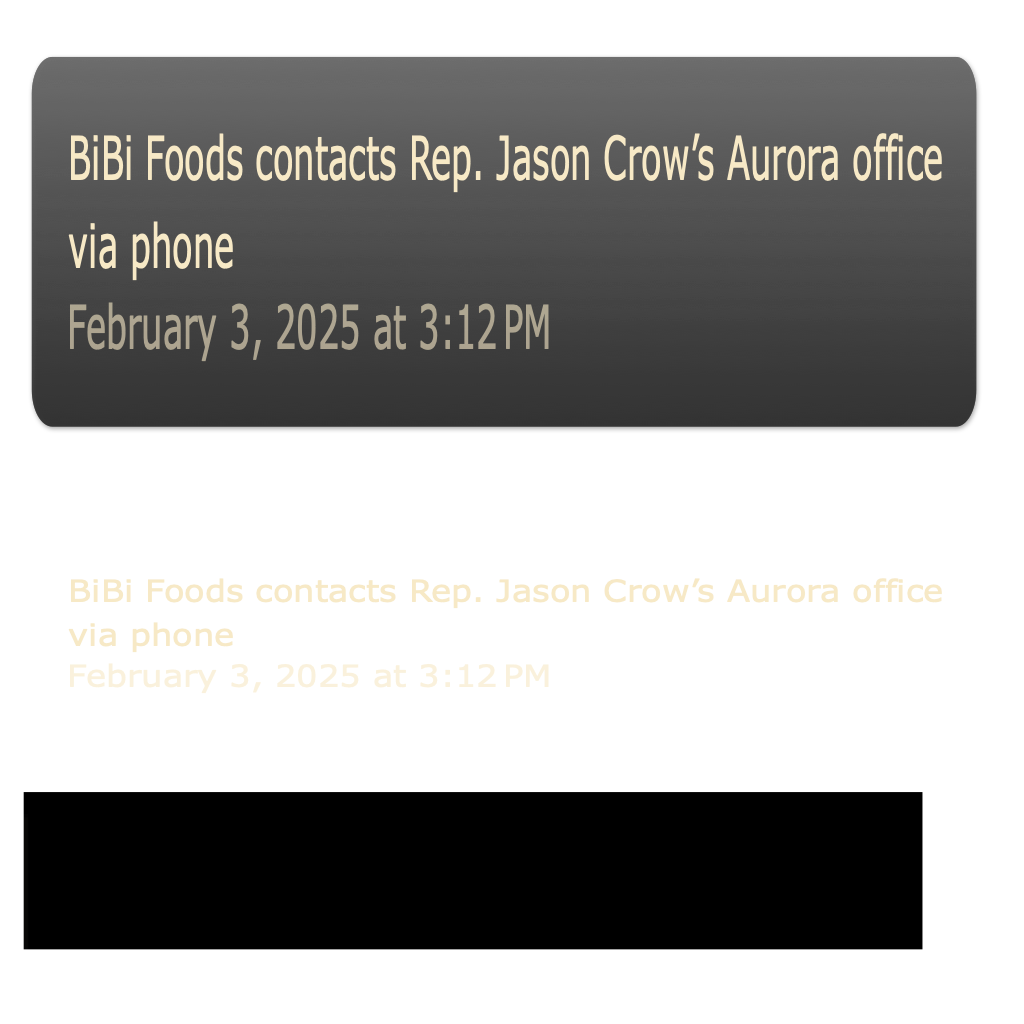 BiBi Foods contacts Rep. Jason Crow’s Aurora office
via phone
February 3, 2025 at 3:12 PM
BiBi Foods contacts Rep. Jason Crow’s Aurora office
via phone
February 3, 2025 at 3:12 PM